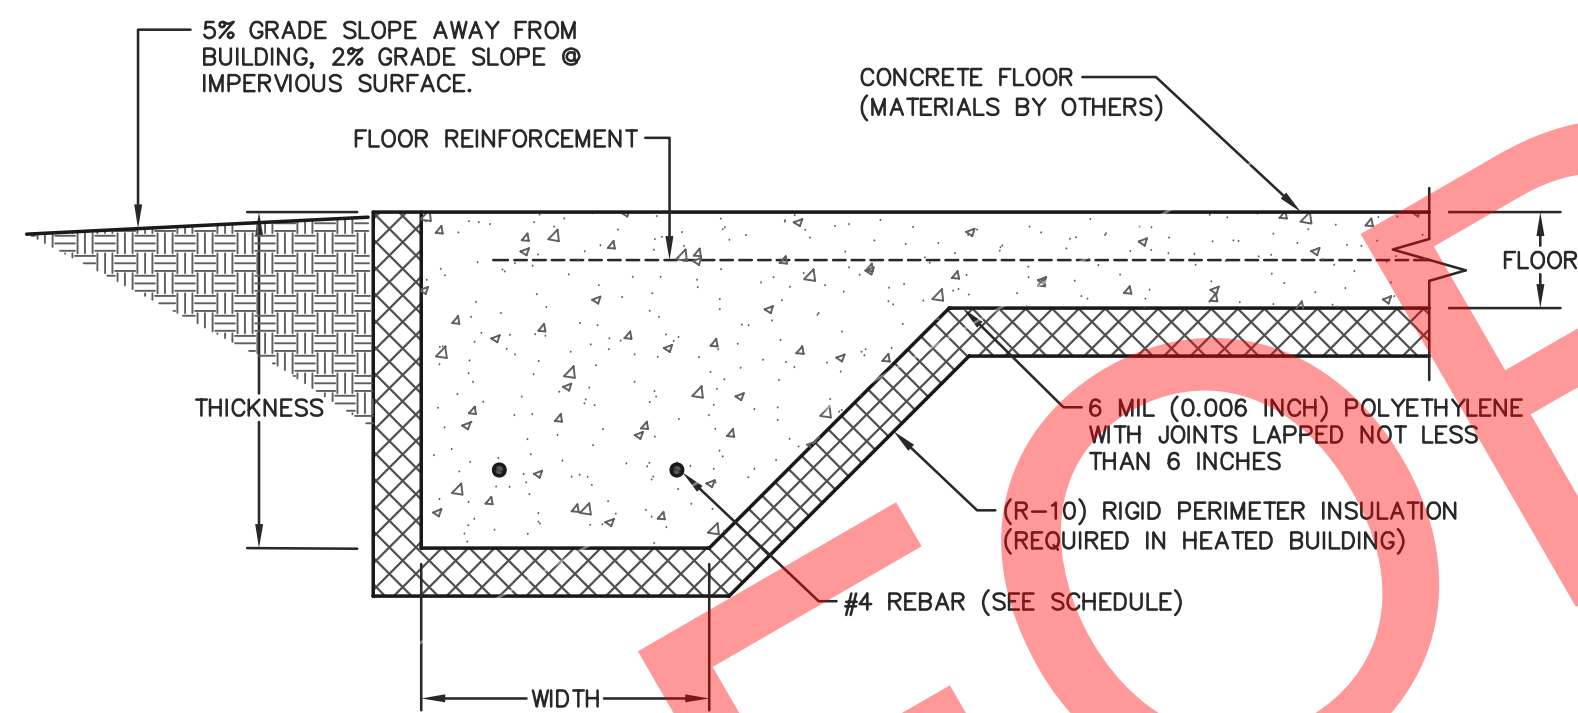 5% GRADE SLOPE AWAY FROM
BUILDING, 2% GRADE SLOPE @
IMPERVIOUS SURFACE.
CONCRETE FLOOR
(MATERIALS BY OTHERS)
FLOOR REINFORCEMENT
FLOOR
THICKNESS
6 MIL (0.006 INCH) POLYETHYLENE
WITH JOINTS LAPPED NOT LESS
THAN 6 INCHES
(R-10) RIGID PERIMETER INSULATION
(REQUIRED IN HEATED BUILDING)
#4 REBAR (SEE SCHEDULE)
WIDTH